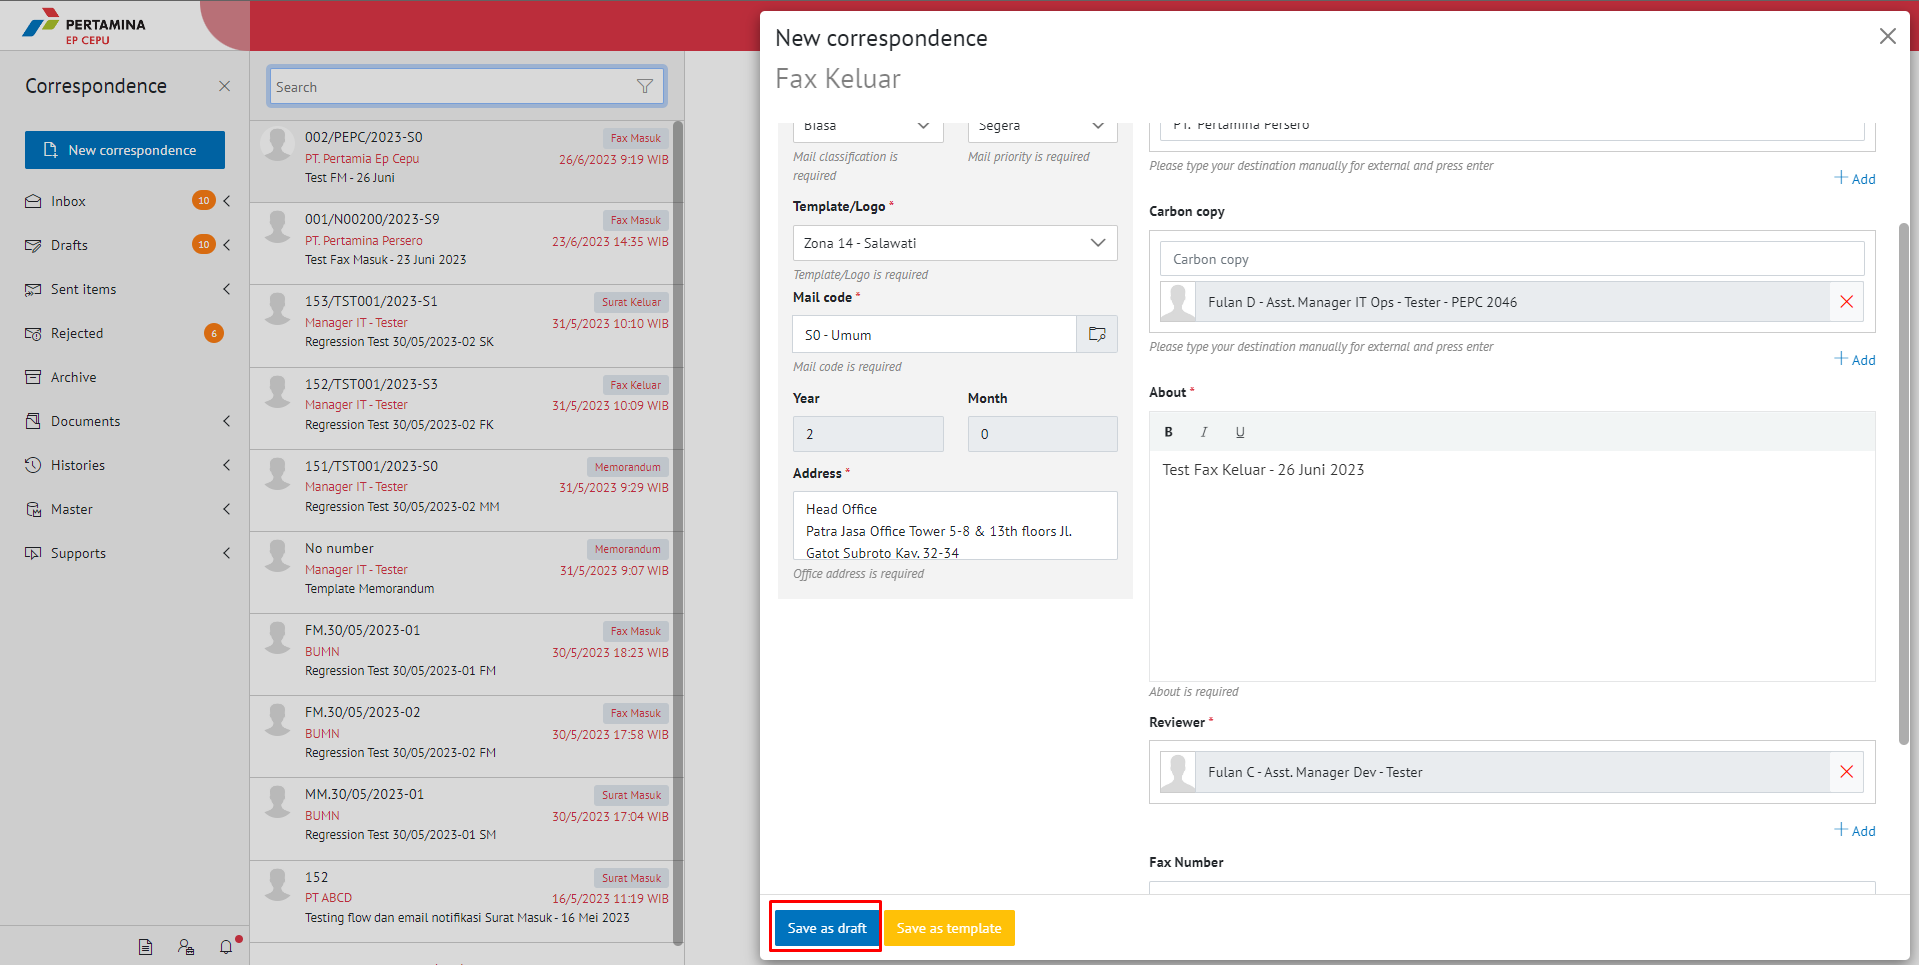 PERTAMINA
EP CEPU
Correspondence
New correspondence
Inbox 10
Drafts 10
Sent items
Rejected 6
Archive
Documents
Histories
Master
Supports
Search
002/PEPC/2023-S0 Fax Masuk
PT. Pertamia Ep Cepu 26/6/2023 9:19 WIB
Test FM - 26 Juni
001/N00200/2023-S9 Fax Masuk
PT. Pertamina Persero 23/6/2023 14:35 WIB
Test Fax Masuk - 23 Juni 2023
153/TST001/2023-S1 Surat Keluar
Manager IT - Tester 31/5/2023 10:10 WIB
Regression Test 30/05/2023-02 SK
152/TST001/2023-S3 Fax Keluar
Manager IT - Tester 31/5/2023 10:09 WIB
Regression Test 30/05/2023-02 FK
151/TST001/2023-S0 Memorandum
Manager IT - Tester 31/5/2023 9:29 WIB
Regression Test 30/05/2023-02 MM
No number Memorandum
Manager IT - Tester 31/5/2023 9:07 WIB
Template Memorandum
FM.30/05/2023-01 Fax Masuk
BUMN 30/5/2023 18:23 WIB
Regression Test 30/05/2023-01 FM
FM.30/05/2023-02 Fax Masuk
BUMN 30/5/2023 17:58 WIB
Regression Test 30/05/2023-02 FM
MM.30/05/2023-01 Surat Masuk
BUMN 30/5/2023 17:04 WIB
Regression Test 30/05/2023-01 SM
152 Surat Masuk
PT ABCD 16/5/2023 11:19 WIB
Testing flow dan email notifikasi Surat Masuk - 16 Mei 2023
New correspondence
Fax Keluar
Biasa Segera
Mail classification is required
Mail priority is required
Template/Logo *
Zona 14 - Salawati
Template/Logo is required
Mail code *
S0 - Umum
Mail code is required
Year Month
2 0
Address *
Head Office
Patra Jasa Office Tower 5-8 & 13th floors Jl.
Gatot Subroto Kav. 32-34
Office address is required
PT. Pertamina Persero
Please type your destination manually for external and press enter
Add
Carbon copy
Carbon copy
Fulan D - Asst. Manager IT Ops - Tester - PEPC 2046
Please type your destination manually for external and press enter
Add
About *
B I U
Test Fax Keluar - 26 Juni 2023
About is required
Reviewer *
Fulan C - Asst. Manager Dev - Tester
Add
Fax Number
Save as draft Save as template